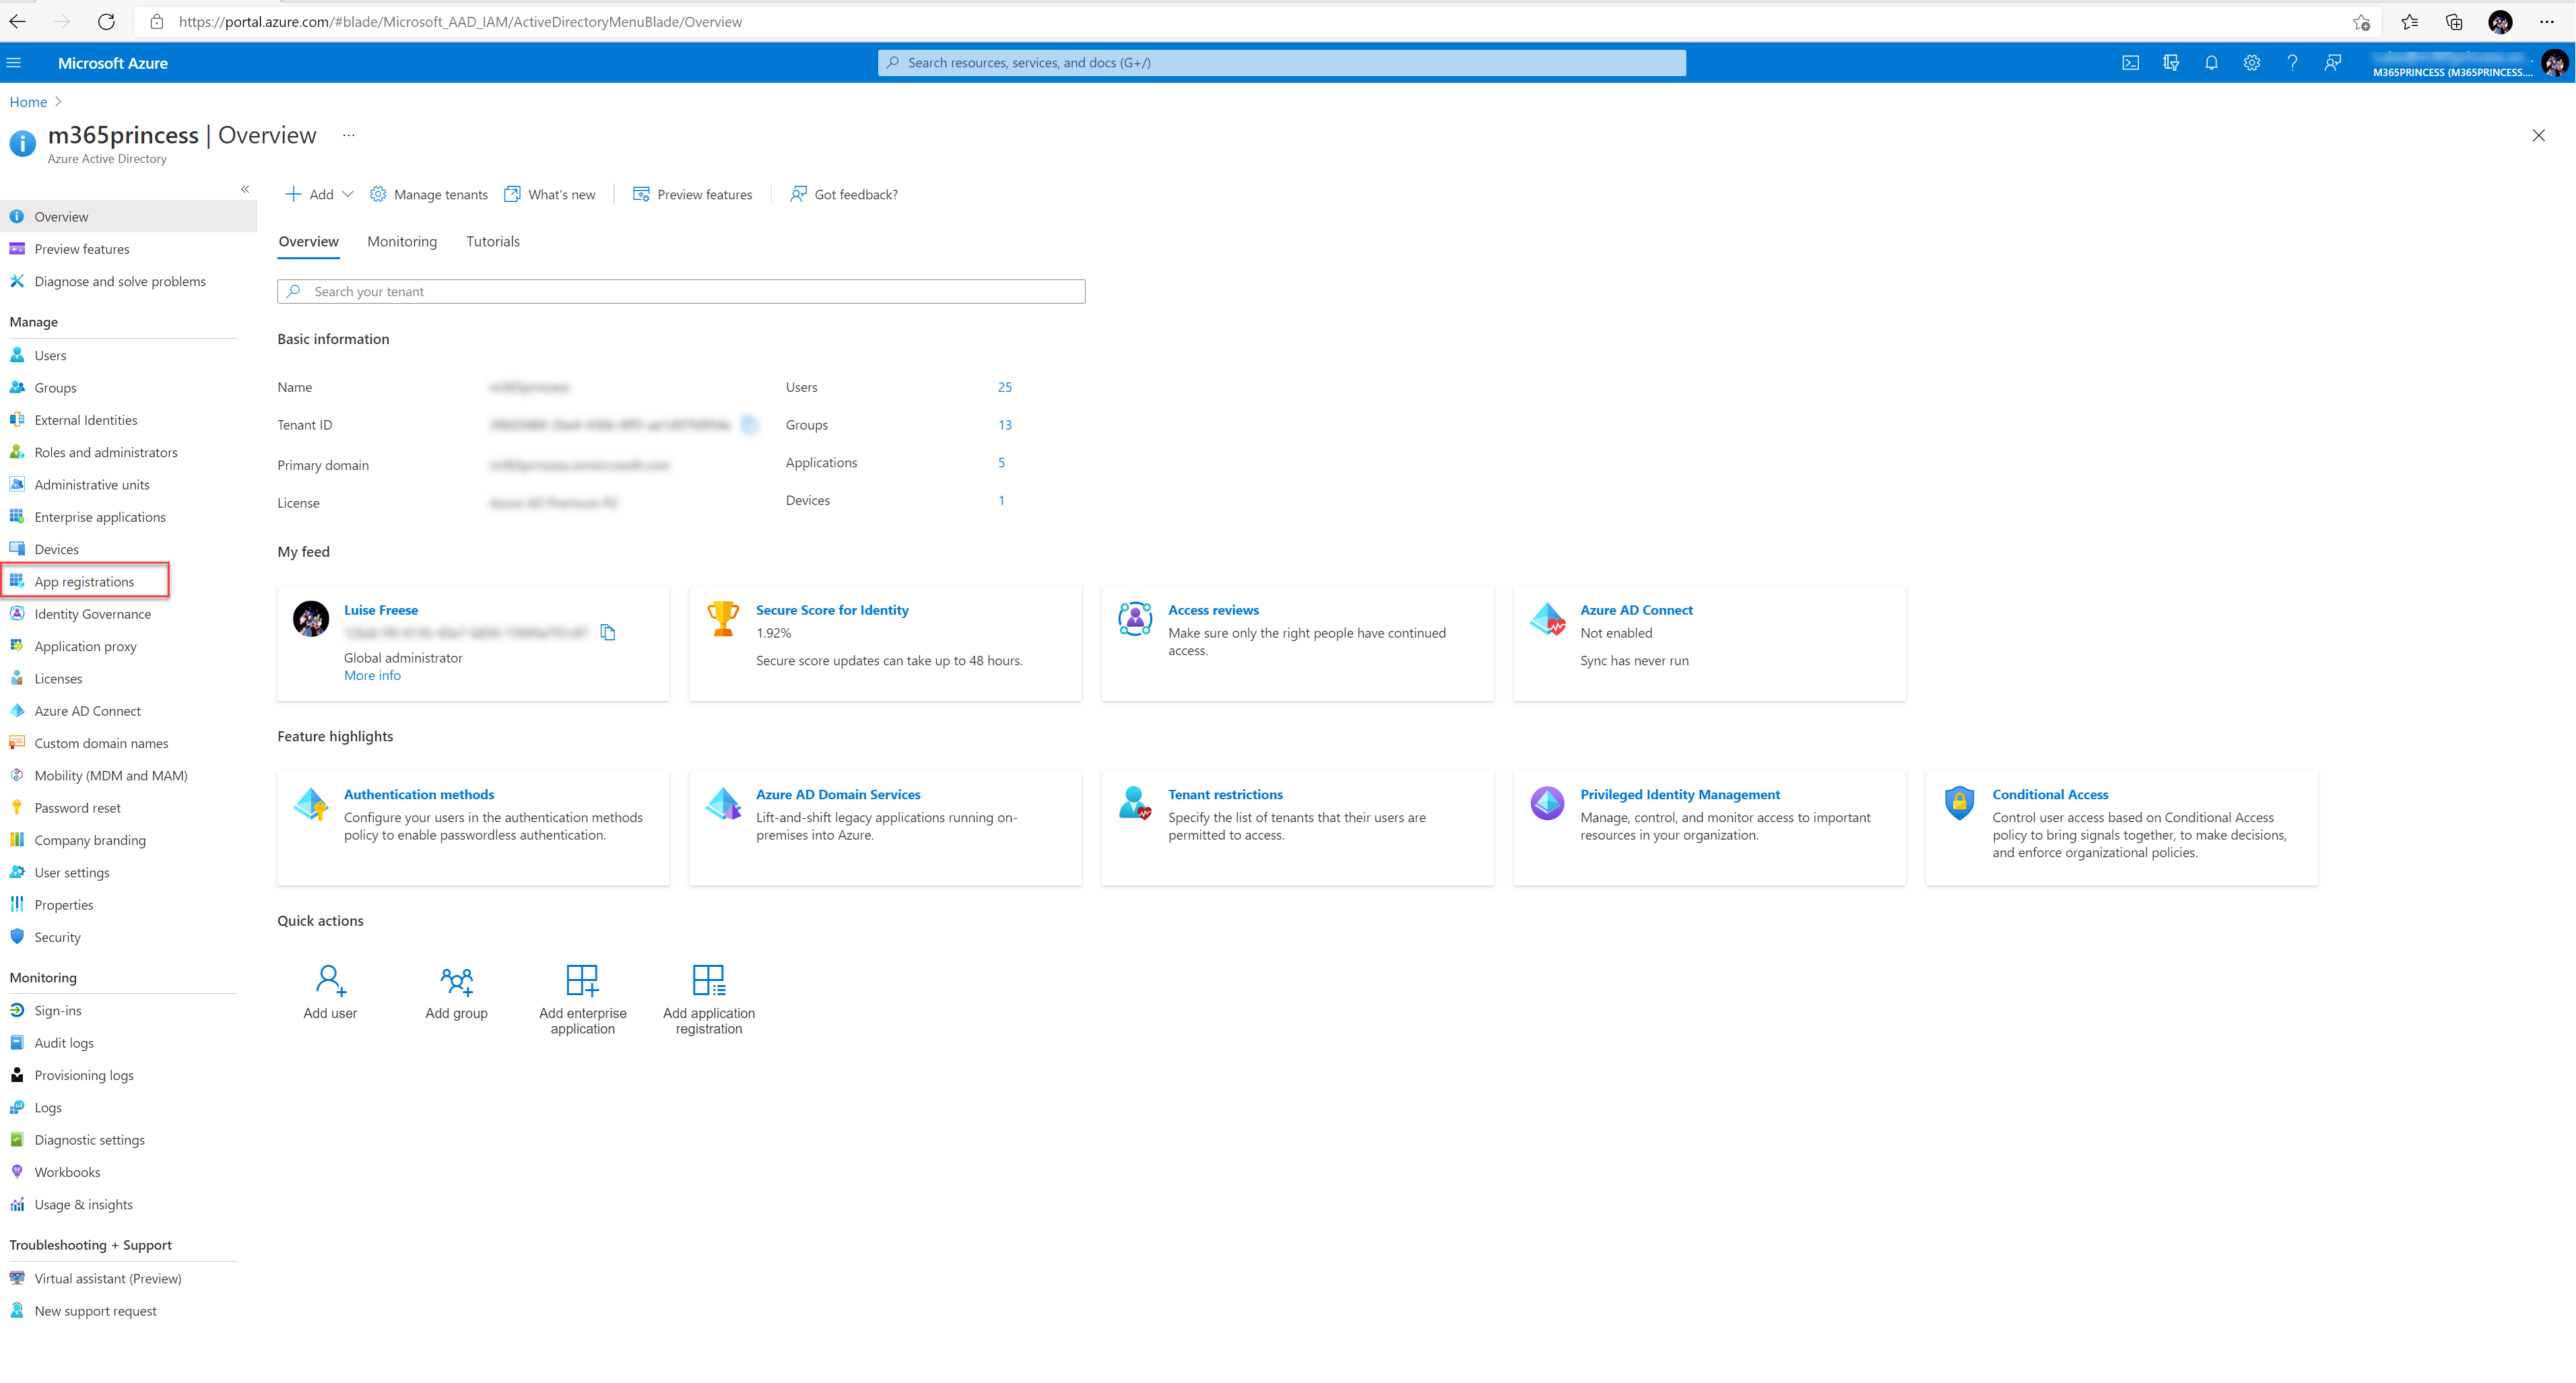 https://portal.azure.com/#blade/Microsoft_AAD_IAM/ActiveDirectoryMenuBlade/Overview
Microsoft Azure
Search resources, services, and docs (G+/)
M365PRINCESS (M365PRINCESS....
Home
m365princess | Overview ...
Azure Active Directory
Overview
Preview features
Diagnose and solve problems
Manage
Users
Groups
External Identities
Roles and administrators
Administrative units
Enterprise applications
Devices
App registrations
Identity Governance
Application proxy
Licenses
Azure AD Connect
Custom domain names
Mobility (MDM and MAM)
Password reset
Company branding
User settings
Properties
Security
Monitoring
Sign-ins
Audit logs
Provisioning logs
Logs
Diagnostic settings
Workbooks
Usage & insights
Troubleshooting + Support
Virtual assistant (Preview)
New support request
Add Manage tenants What's new Preview features Got feedback?
Overview Monitoring Tutorials
Search your tenant
Basic information
Name
Users 25
Tenant ID
Groups 13
Primary domain
Applications 5
License
Devices 1
My feed
Luise Freese
Global administrator
More info
Secure Score for Identity
1.92%
Secure score updates can take up to 48 hours.
Access reviews
Make sure only the right people have continued
access.
Azure AD Connect
Not enabled
Sync has never run
Feature highlights
Authentication methods
Configure your users in the authentication methods
policy to enable passwordless authentication.
Azure AD Domain Services
Lift-and-shift legacy applications running on-
premises into Azure.
Tenant restrictions
Specify the list of tenants that their users are
permitted to access.
Privileged Identity Management
Manage, control, and monitor access to important
resources in your organization.
Conditional Access
Control user access based on Conditional Access
policy to bring signals together, to make decisions,
and enforce organizational policies.
Quick actions
Add user
Add group
Add enterprise
application
Add application
registration